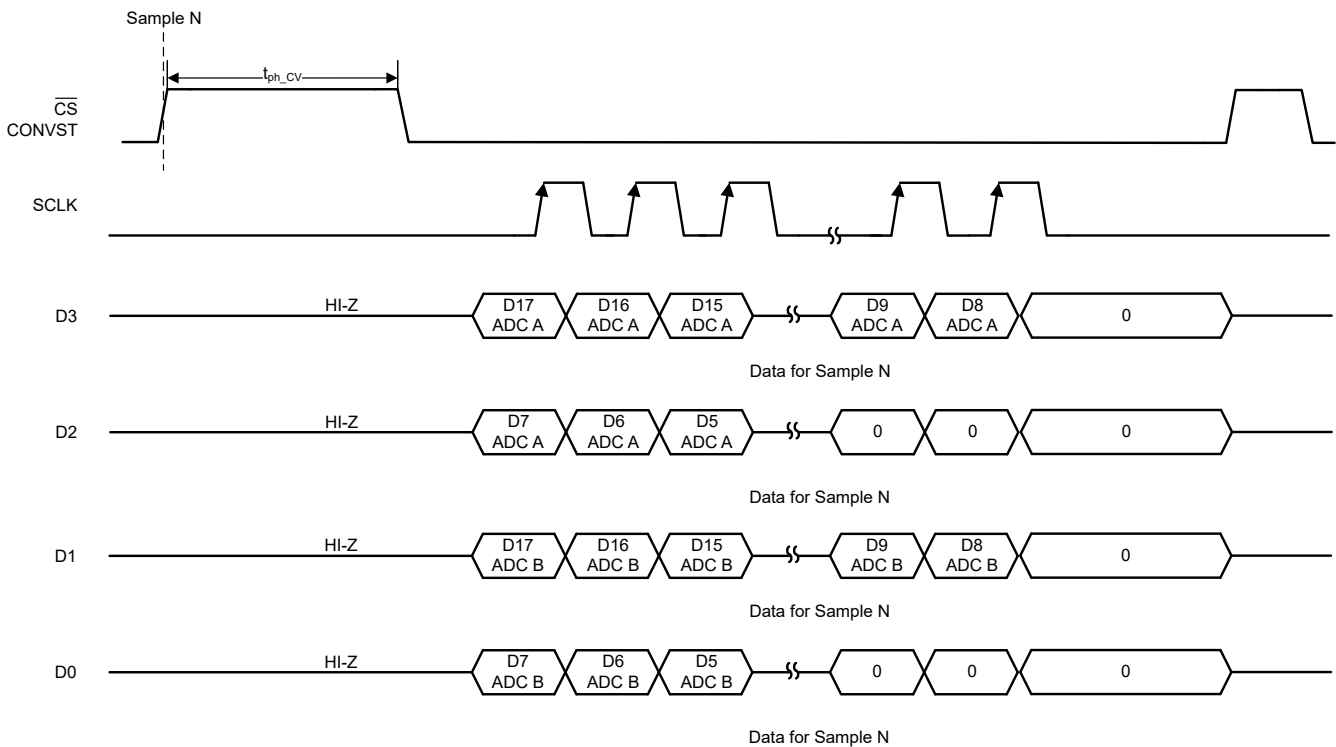 Sample N
tph_CV
CS
CONVST
SCLK
D3
HI-Z
D17
ADC A
D16
ADC A
D15
ADC A
D9
ADC A
D8
ADC A
0
Data for Sample N
D2
HI-Z
D7
ADC A
D6
ADC A
D5
ADC A
0
0
0
Data for Sample N
D1
HI-Z
D17
ADC B
D16
ADC B
D15
ADC B
D9
ADC B
D8
ADC B
0
Data for Sample N
D0
HI-Z
D7
ADC B
D6
ADC B
D5
ADC B
0
0
0
Data for Sample N